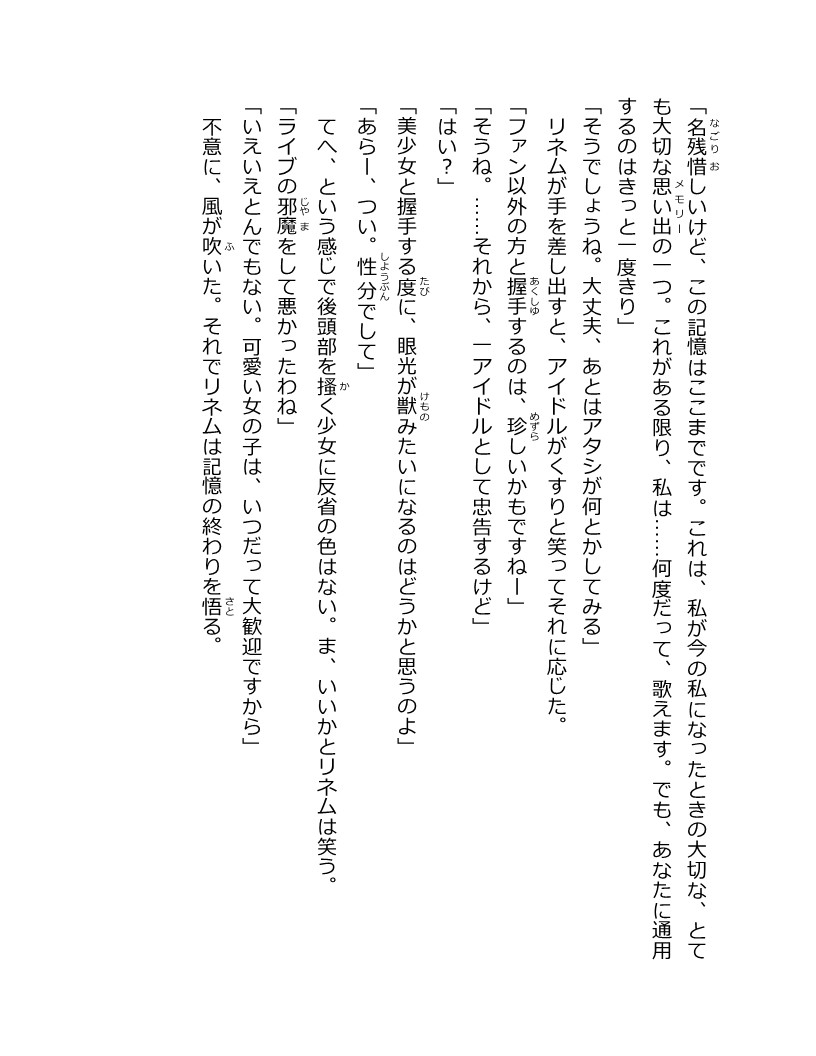 「名残惜しいけど、この記憶はここまでです。これは、私が今の私になったときの大切な、とて
も大切な思い出の一つ。これがある限り、私は……何度だって、歌えます。でも、あなたに通用
するのはきっと一度きり」
「そうでしょうね。大丈夫、あとはアタシが何とかしてみる」
　リネムが手を差し出すと、アイドルがくすりと笑ってそれに応じた。
「ファン以外の方と握手するのは、珍しいかもですねー」
「そうね。……それから、一アイドルとして忠告するけど」
「はい？」
「美少女と握手する度に、眼光が獣みたいになるのはどうかと思うのよ」
「あらー、つい。性分でして」
　てへ、という感じで後頭部を掻く少女に反省の色はない。ま、いいかとリネムは笑う。
「ライブの邪魔をして悪かったわね」
「いえいえとんでもない。可愛い女の子は、いつだって大歓迎ですから」
　不意に、風が吹いた。それでリネムは記憶の終わりを悟る。